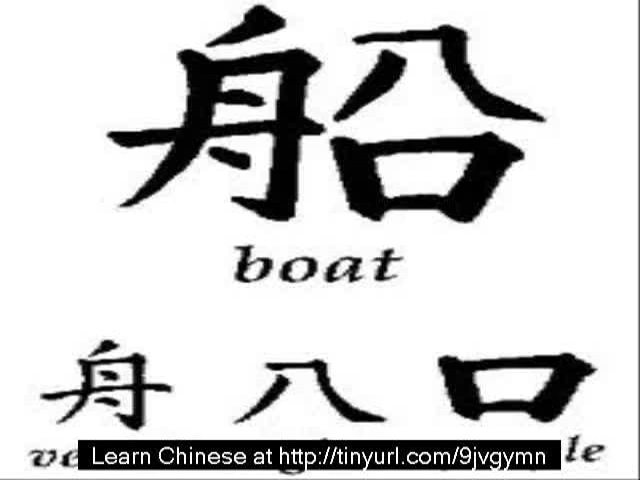 船
boat
舟 八 口
Learn Chinese at http://tinyurl.com/9jvgymn